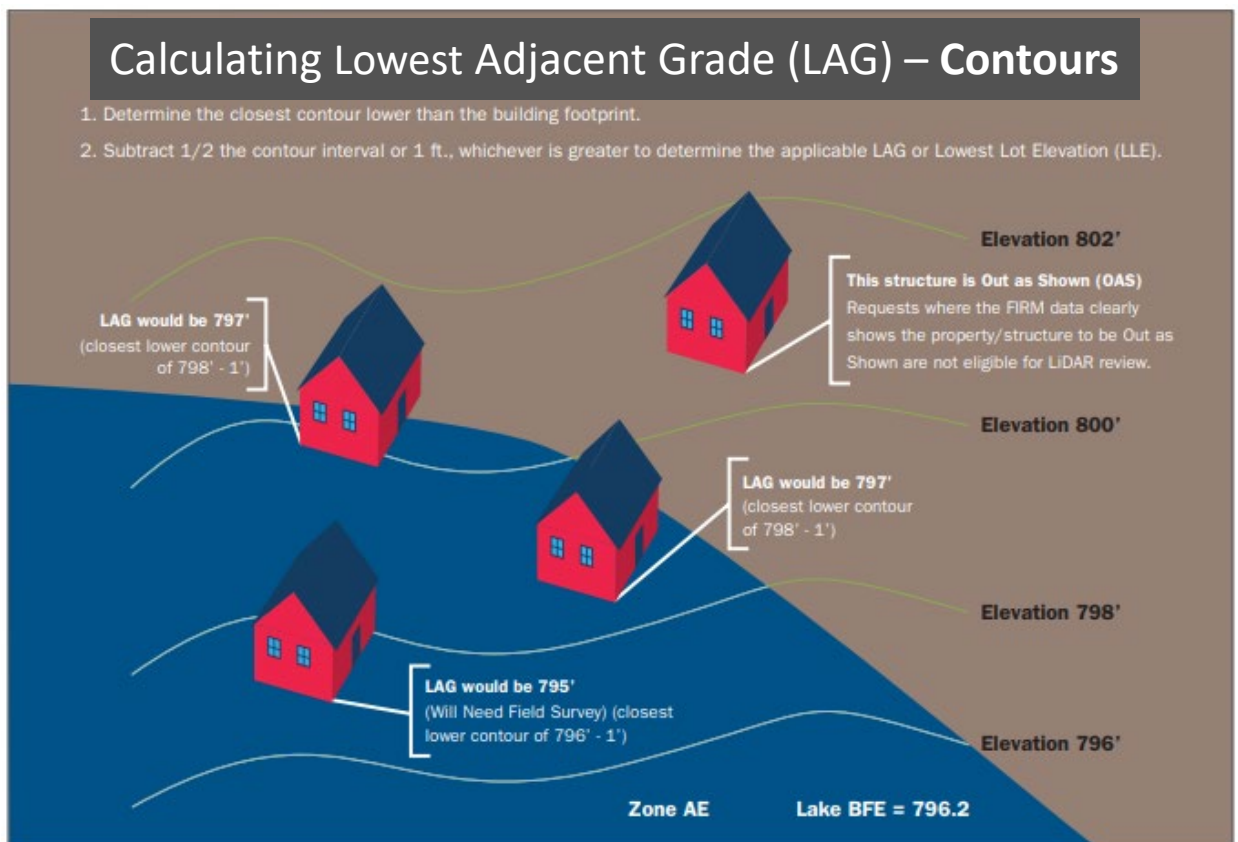 Calculating Lowest Adjacent Grade (LAG) – Contours
1. Determine the closest contour lower than the building footprint.
2. Subtract 1/2 the contour interval or 1 ft., whichever is greater to determine the applicable LAG or Lowest Lot Elevation (LLE).
Elevation 802'
This structure is Out as Shown (OAS)
Requests where the FIRM data clearly
shows the property/structure to be Out as
Shown are not eligible for LiDAR review.
LAG would be 797'
(closest lower contour
of 798' - 1')
Elevation 800'
LAG would be 797'
(closest lower contour
of 798' - 1')
Elevation 798'
LAG would be 795'
(Will Need Field Survey) (closest
lower contour of 796' - 1')
Elevation 796'
Zone AE
Lake BFE = 796.2